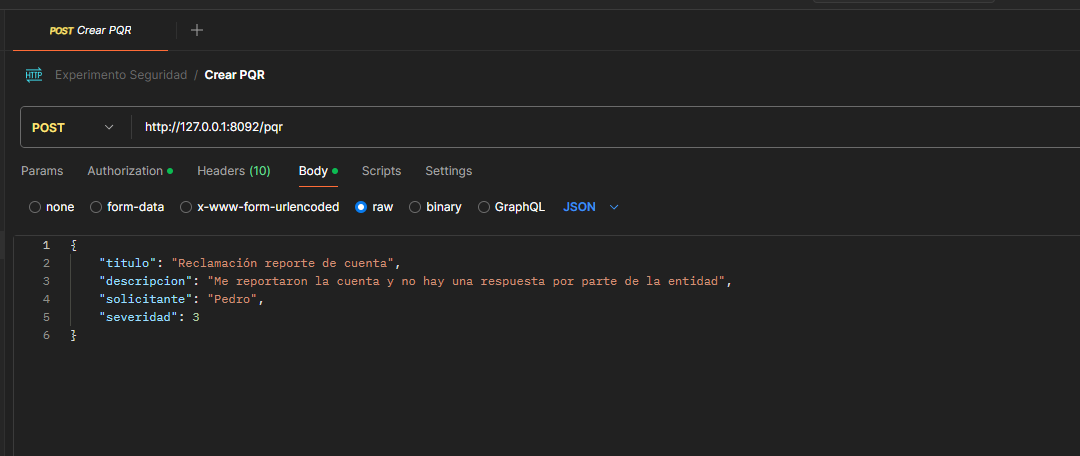 POST Crear PQR
HTTP Experimento Seguridad / Crear PQR
POST http://127.0.0.1:8092/pqr
Params Authorization Headers (10) Body Scripts Settings
none form-data x-www-form-urlencoded raw binary GraphQL JSON
1 {
2 "titulo": "Reclamación reporte de cuenta",
3 "descripcion": "Me reportaron la cuenta y no hay una respuesta por parte de la entidad",
4 "solicitante": "Pedro",
5 "severidad": 3
6 }